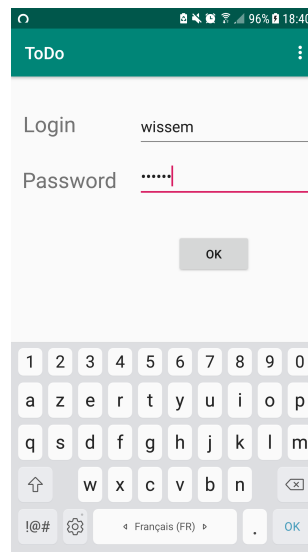 96% 18:40
ToDo
Login wissem
Password ••••••
OK
1 2 3 4 5 6 7 8 9 0
a z e r t y u i o p
q s d f g h j k l m
w x c v b n
!@# Français (FR) . OK